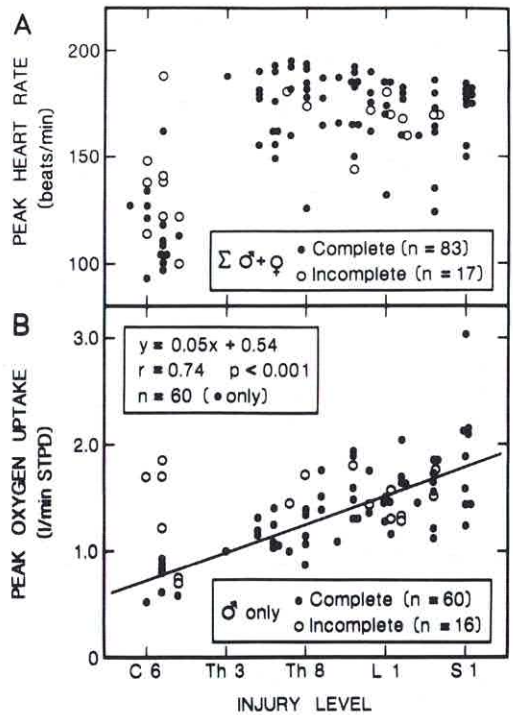 A
PEAK HEART RATE
(beats/min)
200
150
100
Σ ♂ + ♀
● Complete (n = 83)
○ Incomplete (n = 17)
B
PEAK OXYGEN UPTAKE
(l/min STPD)
3.0
2.0
1.0
0
y = 0.05x + 0.54
r = 0.74 p < 0.001
n = 60 ( ● only)
♂ only
● Complete (n = 60)
○ Incomplete (n = 16)
C 6 Th 3 Th 8 L 1 S 1
INJURY LEVEL